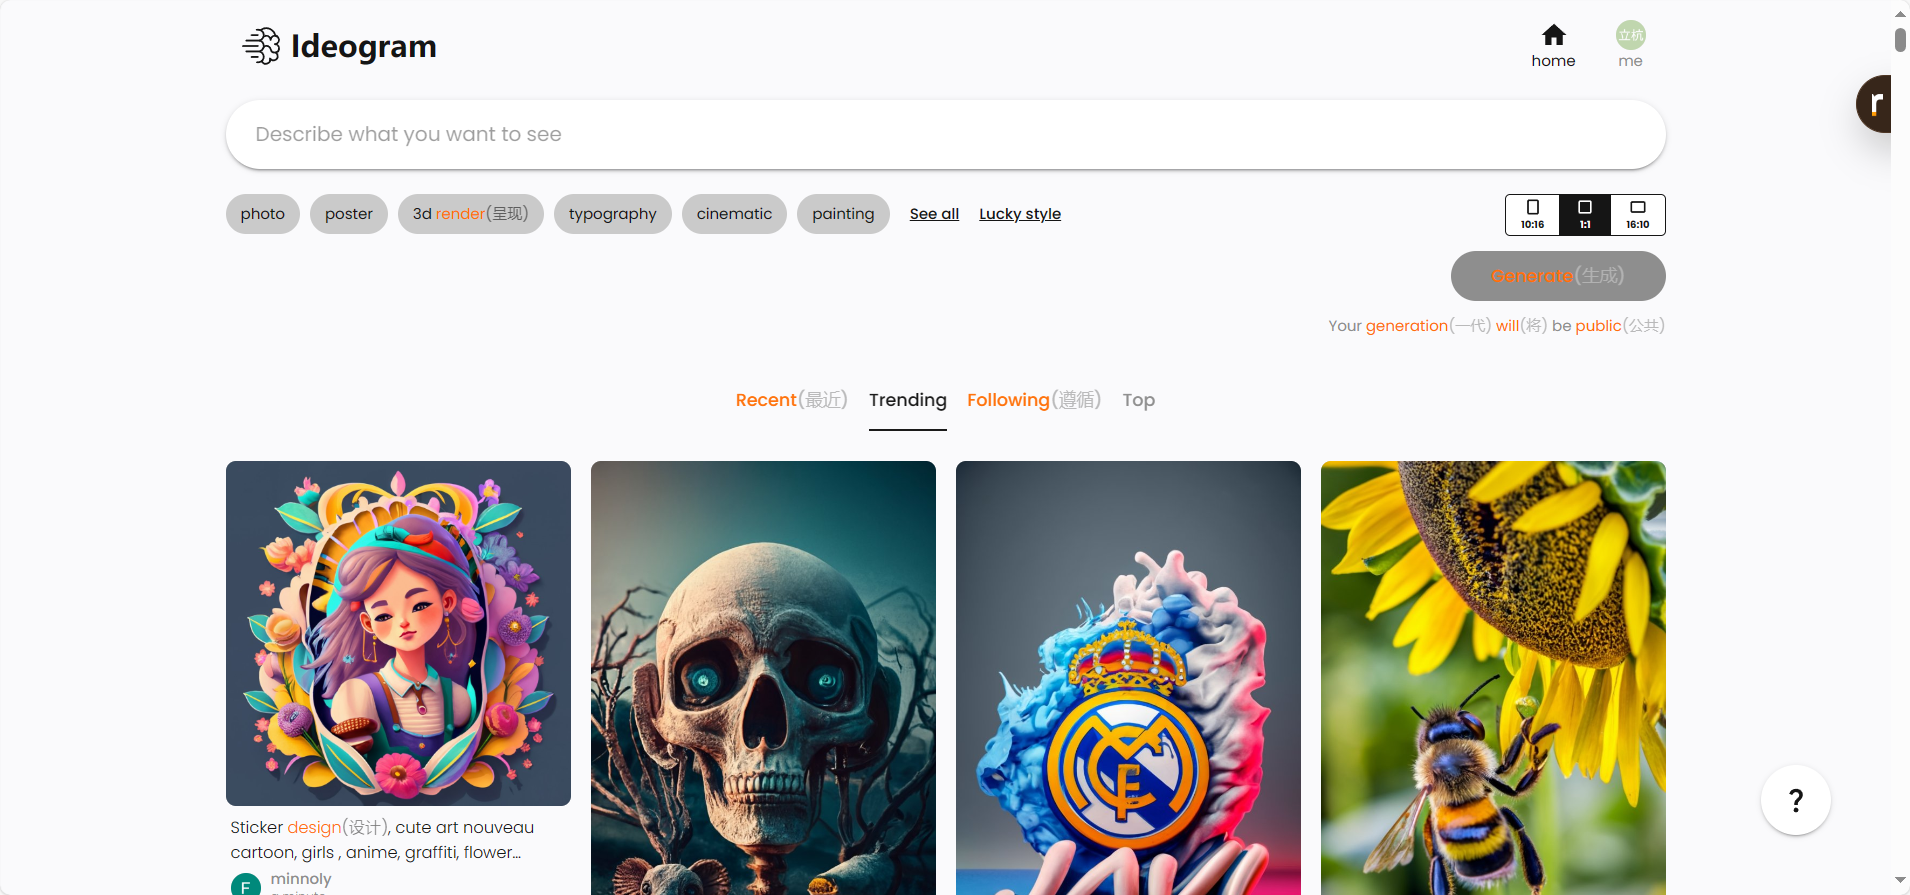 Ideogram
home
立杭
me
r
Describe what you want to see
photo
poster
3d render(呈现)
typography
cinematic
painting
See all
Lucky style
10:16
1:1
16:10
Generate(生成)
Your generation(一代) will(将) be public(公共)
Recent(最近)
Trending
Following(遵循)
Top
Sticker design(设计), cute art nouveau
cartoon, girls , anime, graffiti, flower...
F
minnoly
?